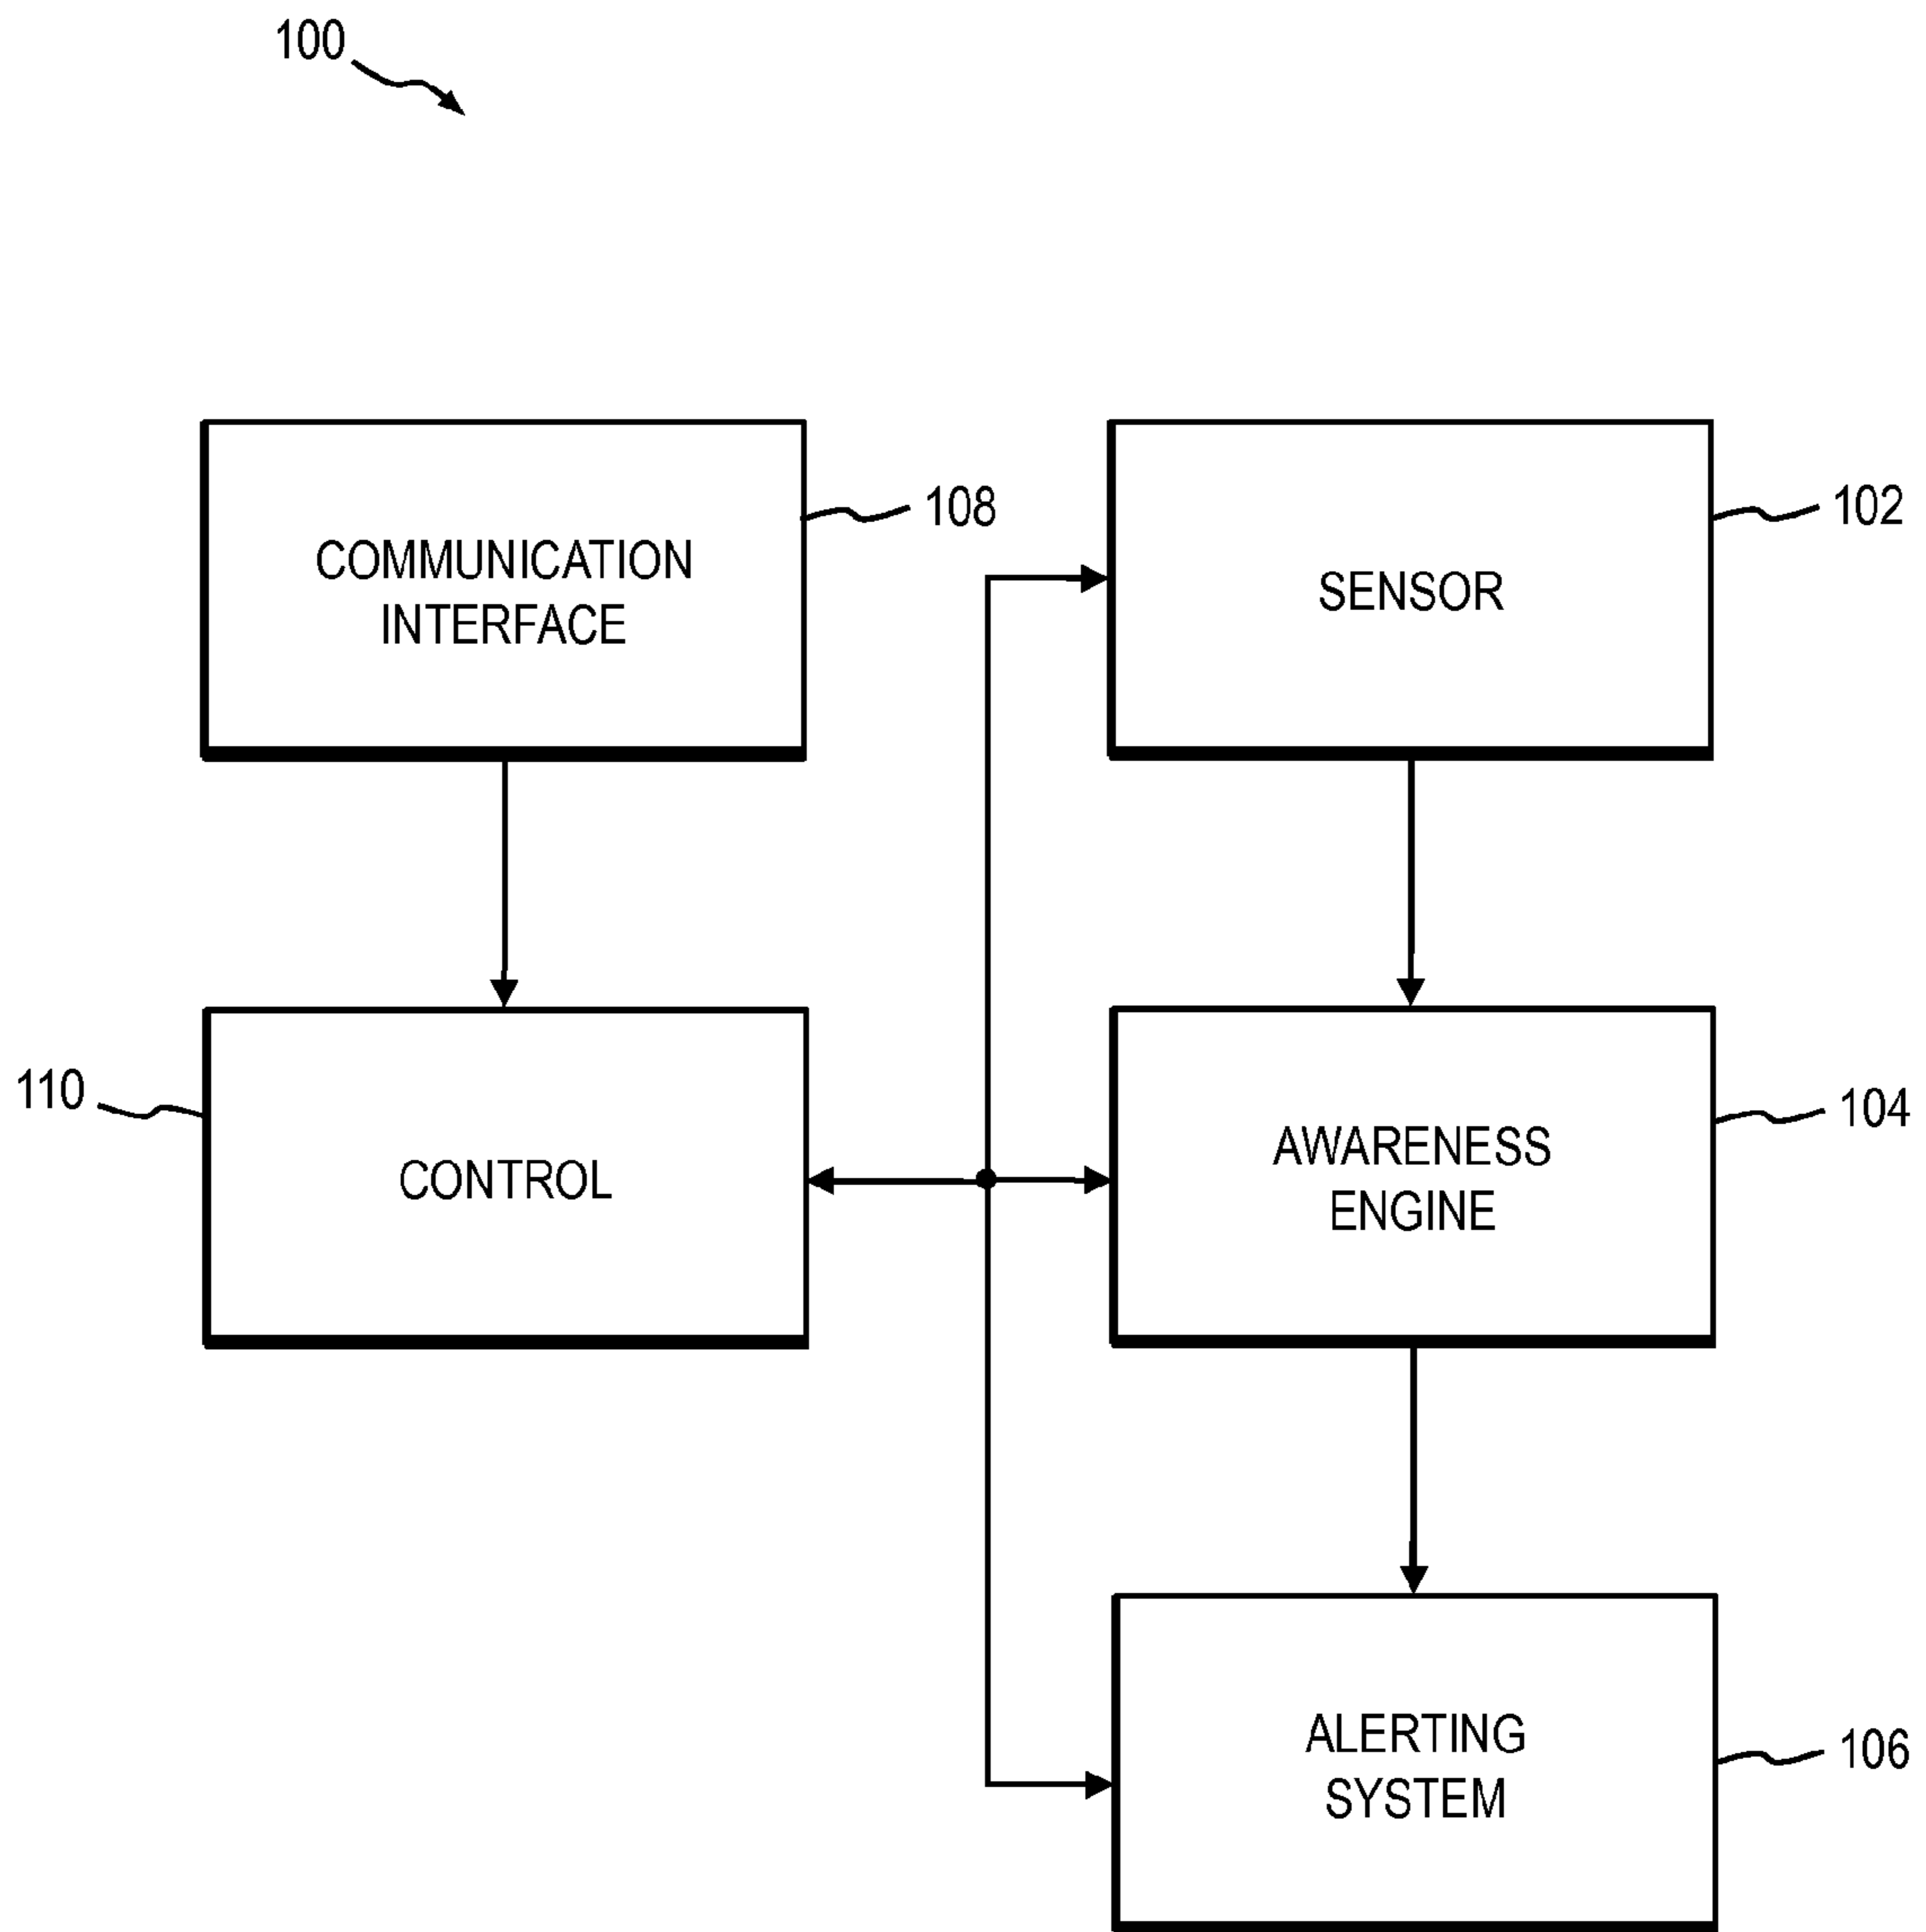 100
COMMUNICATION
INTERFACE
108
SENSOR
102
110
CONTROL
AWARENESS
ENGINE
104
ALERTING
SYSTEM
106